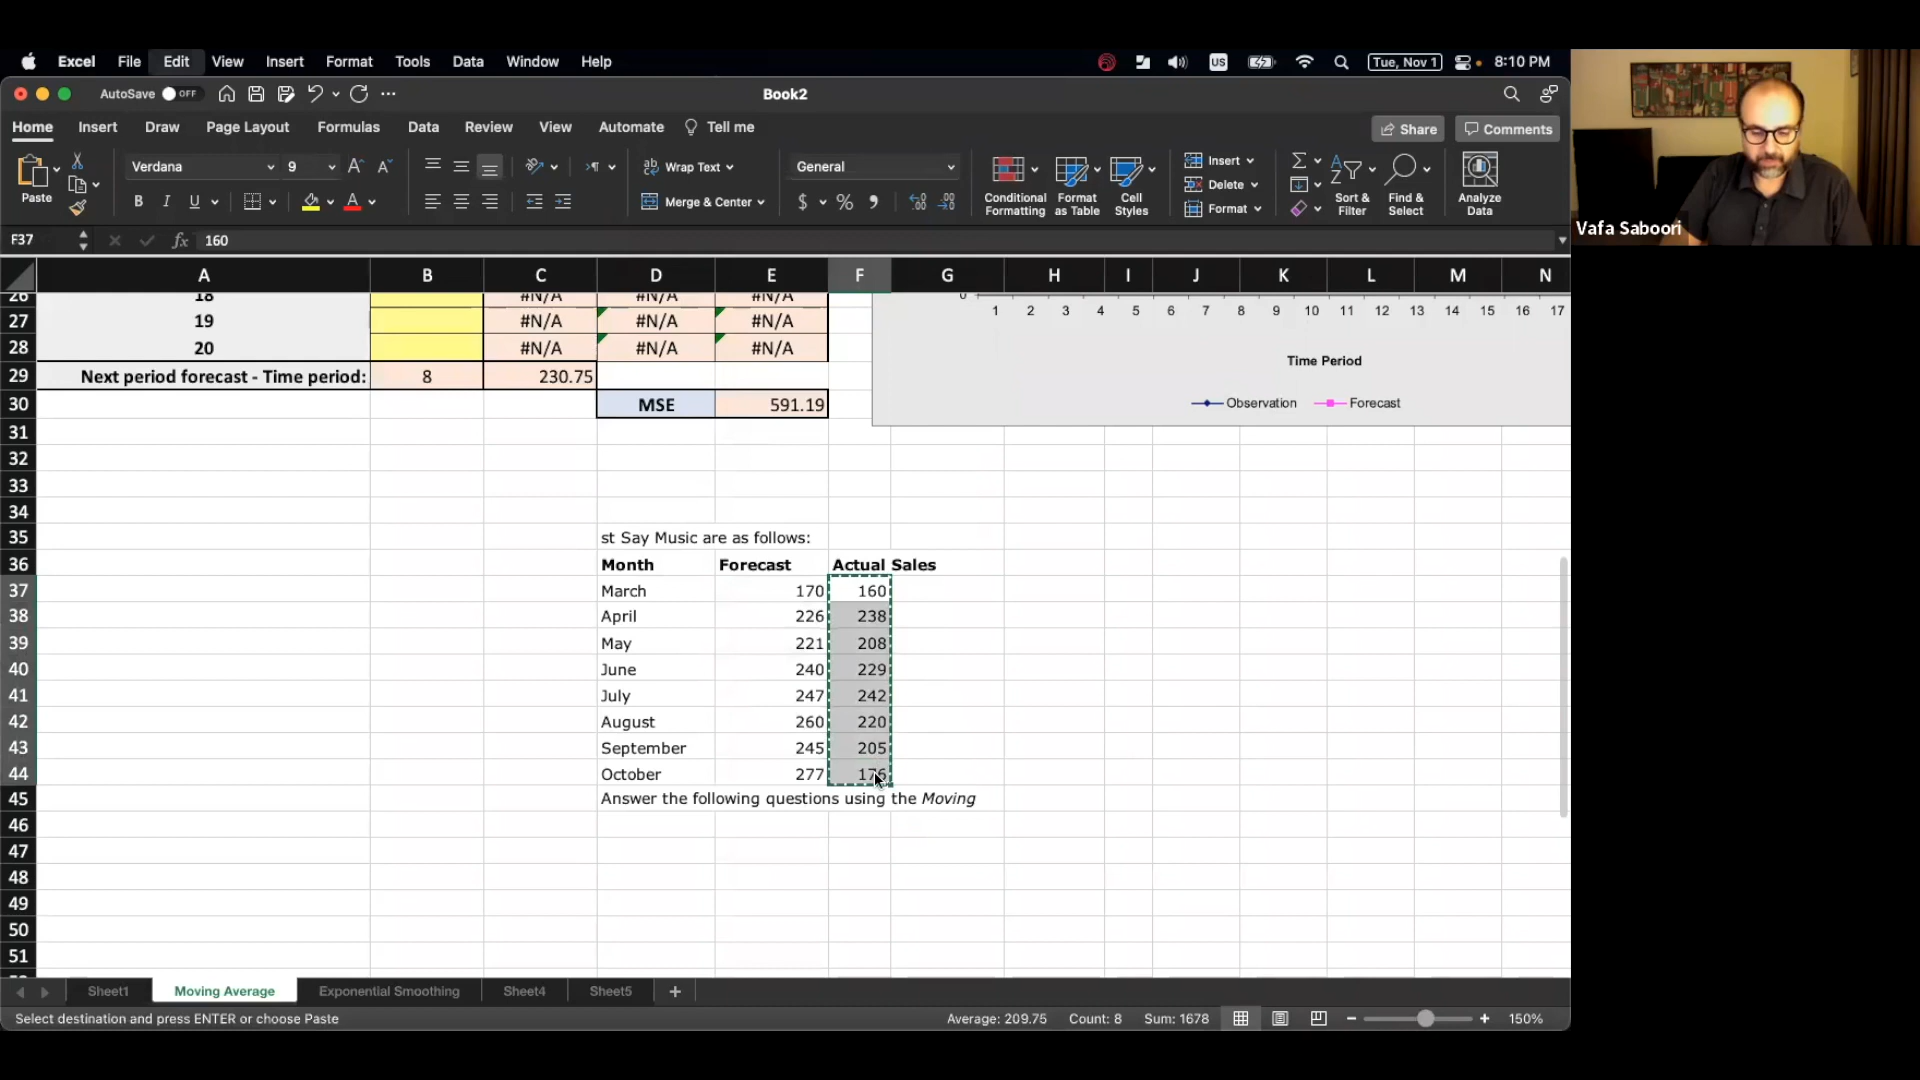 Excel File Edit View Insert Format Tools Data Window Help US Tue, Nov 1 8:10 PM
AutoSave OFF Book2
Home Insert Draw Page Layout Formulas Data Review View Automate Tell me Share Comments
Paste Verdana 9 A A Wrap Text General Conditional Formatting Format as Table Cell Styles Insert Sort & Filter Find & Select Analyze Data
B I U A Merge & Center $ % Delete
Format
F37 fx 160
A B C D E F G H I J K L M N
26 18 #N/A #N/A #N/A 0
27 19 #N/A #N/A #N/A 1 2 3 4 5 6 7 8 9 10 11 12 13 14 15 16 17
28 20 #N/A #N/A #N/A Time Period
29 Next period forecast - Time period: 8 230.75
30 MSE 591.19 Observation Forecast
31
32
33
34
35 st Say Music are as follows:
36 Month Forecast Actual Sales
37 March 170 160
38 April 226 238
39 May 221 208
40 June 240 229
41 July 247 242
42 August 260 220
43 September 245 205
44 October 277 176
45 Answer the following questions using the Moving
46
47
48
49
50
51
Sheet1 Moving Average Exponential Smoothing Sheet4 Sheet5 +
Select destination and press ENTER or choose Paste Average: 209.75 Count: 8 Sum: 1678 150%
Vafa Saboori